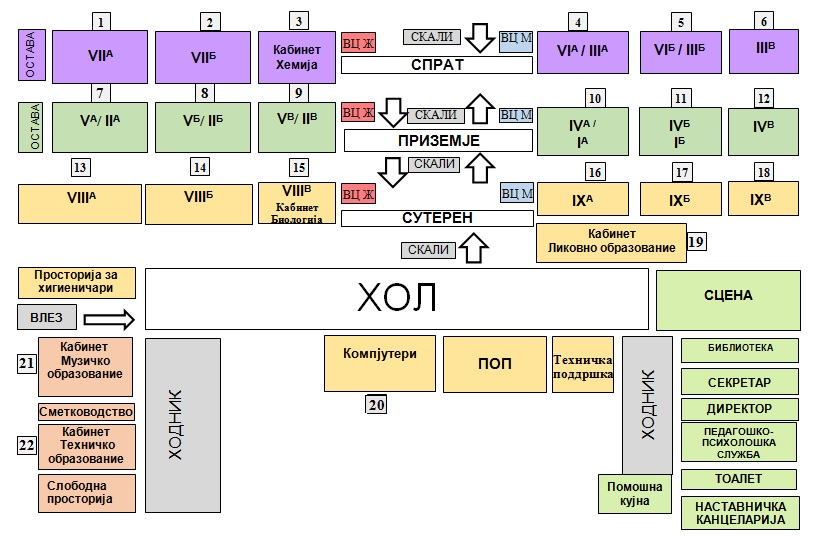 1
2
3
4
5
6
ОСТАВА
VIIА
VIIБ
Кабинет
Хемија
ВЦ Ж
СКАЛИ
ВЦ М
СПРАТ
VIА / IIIА
VIБ / IIIБ
IIIВ
7
8
9
10
11
12
ОСТАВА
VА/ IIА
VБ/ IIБ
VВ/ IIВ
ВЦ Ж
СКАЛИ
ВЦ М
ПРИЗЕМЈЕ
IVА /
IА
IVБ
IБ
IVВ
13
14
15
16
17
18
VIIIА
VIIIБ
VIIIВ
Кабинет
Биологија
ВЦ Ж
СКАЛИ
ВЦ М
СУТЕРЕН
IXА
IXБ
IXВ
СКАЛИ
Кабинет
Ликовно образование
19
Просторија за
хигиеничари
ХОЛ
СЦЕНА
ВЛЕЗ
21
Кабинет
Музичко
образование
Сметководство
22
Кабинет
Техничко
образование
Слободна
просторија
ХОДНИК
Компјутери
20
ПОП
Техничка
поддршка
ХОДНИК
Помошна
кујна
БИБЛИОТЕКА
СЕКРЕТАР
ДИРЕКТОР
ПЕДАГОШКО-
ПСИХОЛОШКА
СЛУЖБА
ТОАЛЕТ
НАСТАВНИЧКА
КАНЦЕЛАРИЈА